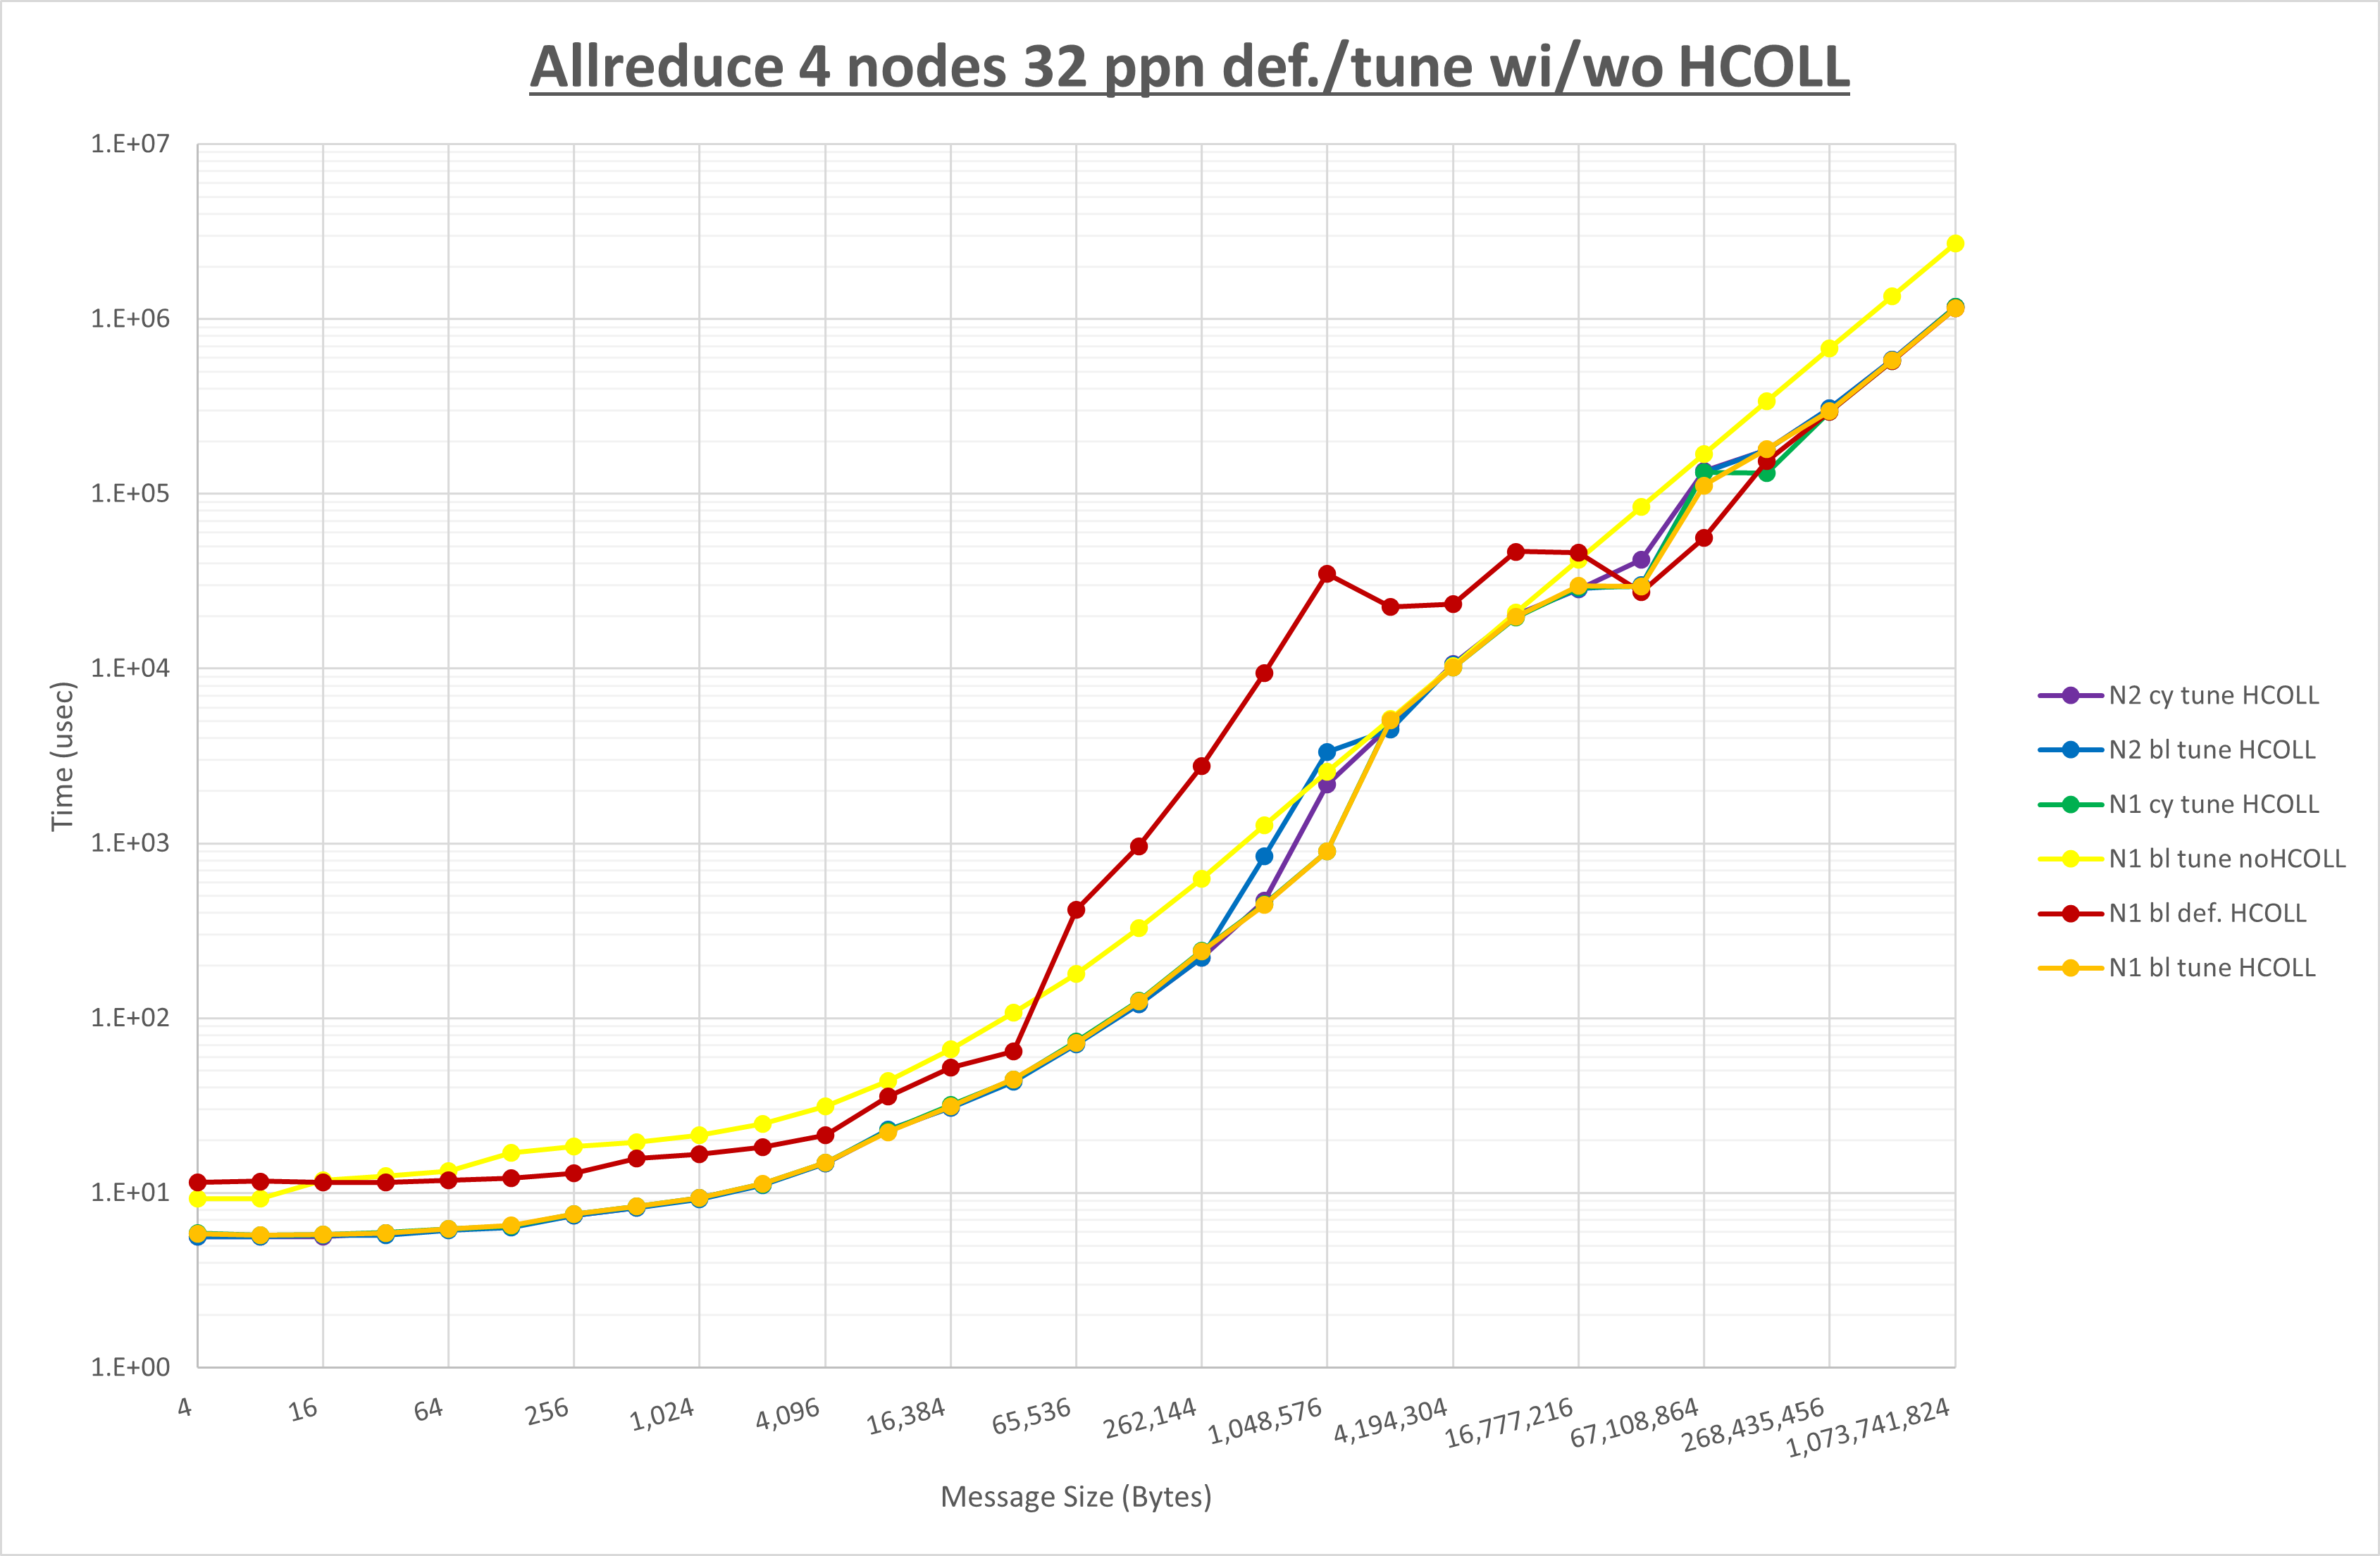 Allreduce 4 nodes 32 ppn def./tune wi/wo HCOLL
1.E+07
1.E+06
1.E+05
1.E+04
1.E+03
1.E+02
1.E+01
1.E+00
Time (usec)
4
16
64
256
1,024
4,096
16,384
65,536
262,144
1,048,576
4,194,304
16,777,216
67,108,864
268,435,456
1,073,741,824
Message Size (Bytes)
N2 cy tune HCOLL
N2 bl tune HCOLL
N1 cy tune HCOLL
N1 bl tune noHCOLL
N1 bl def. HCOLL
N1 bl tune HCOLL